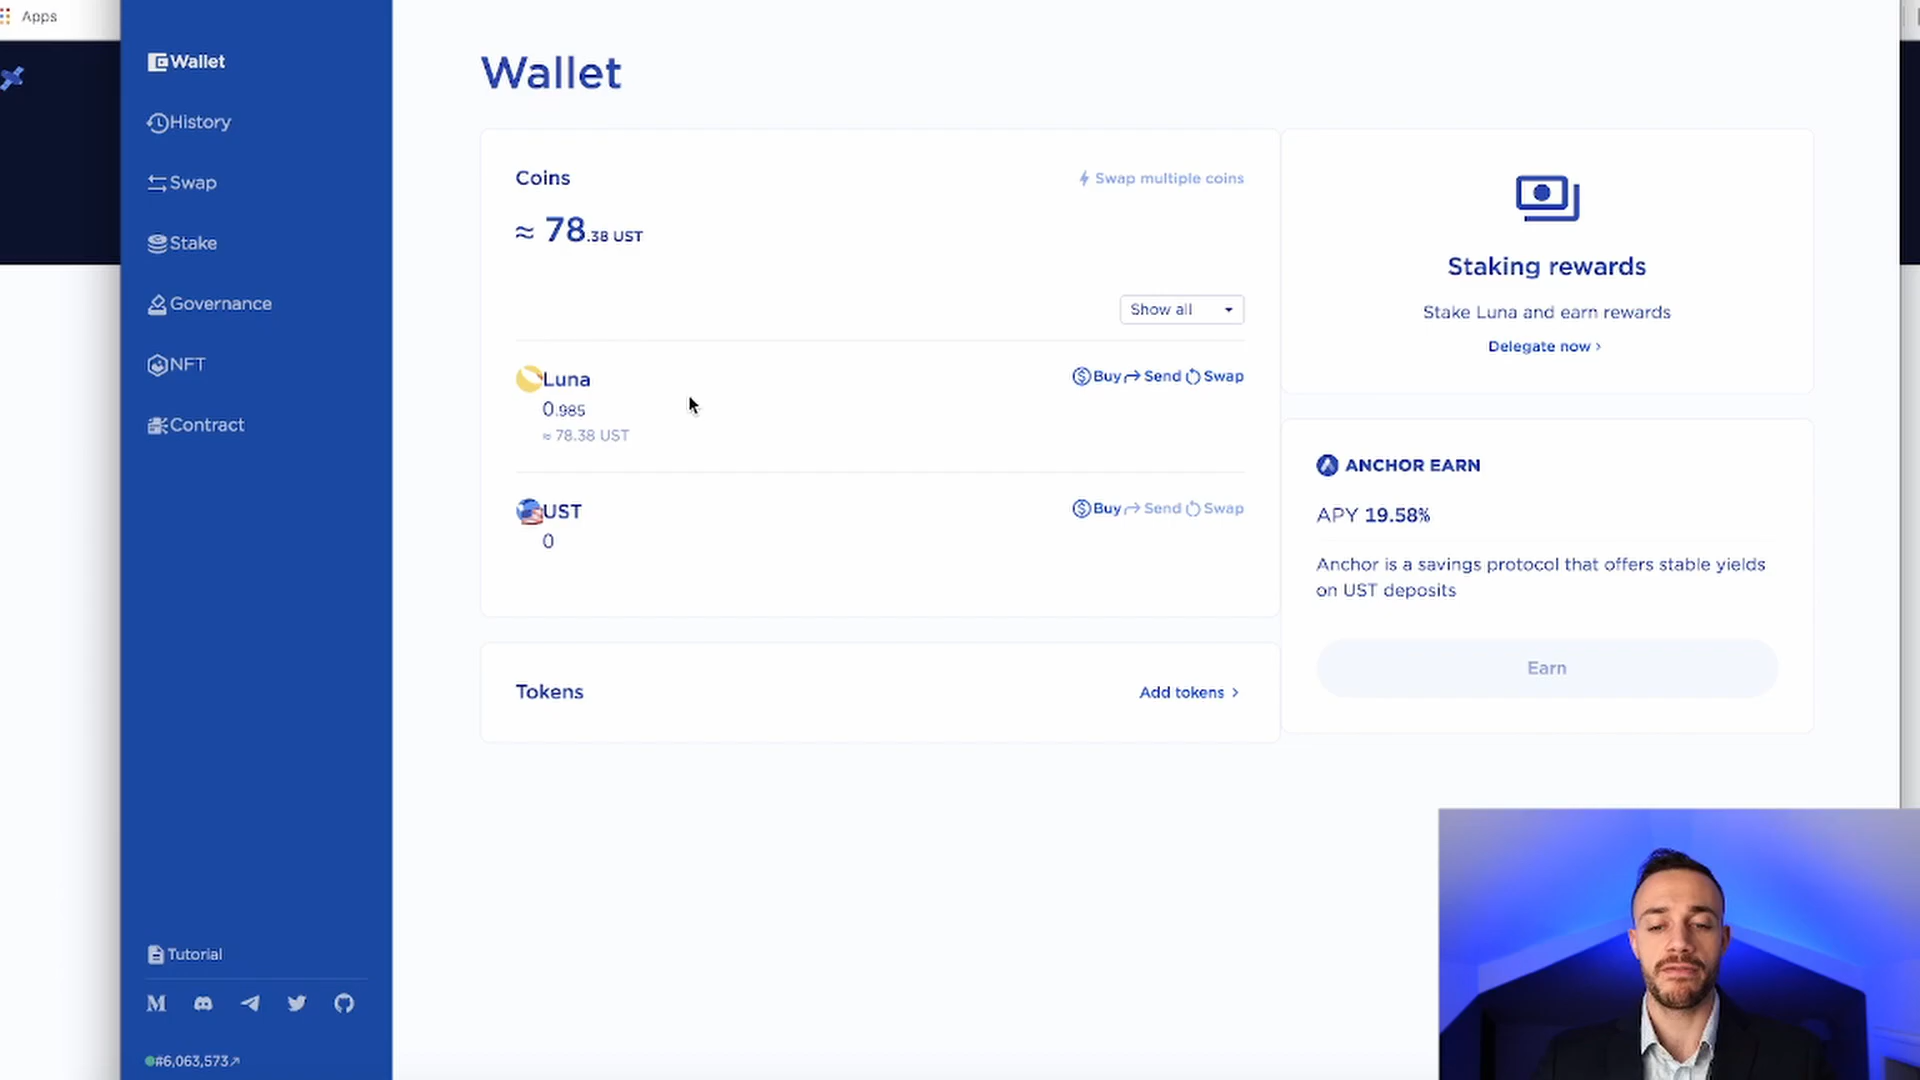 Apps
Wallet
History
Swap
Stake
Governance
NFT
Contract
Tutorial
#6,063,573↗
Wallet
Coins
Swap multiple coins
≈ 78.38 UST
Show all
Luna
0.985
≈ 78.38 UST
Buy Send Swap
UST
0
Buy Send Swap
Tokens
Add tokens >
Staking rewards
Stake Luna and earn rewards
Delegate now >
ANCHOR EARN
APY 19.58%
Anchor is a savings protocol that offers stable yields
on UST deposits
Earn